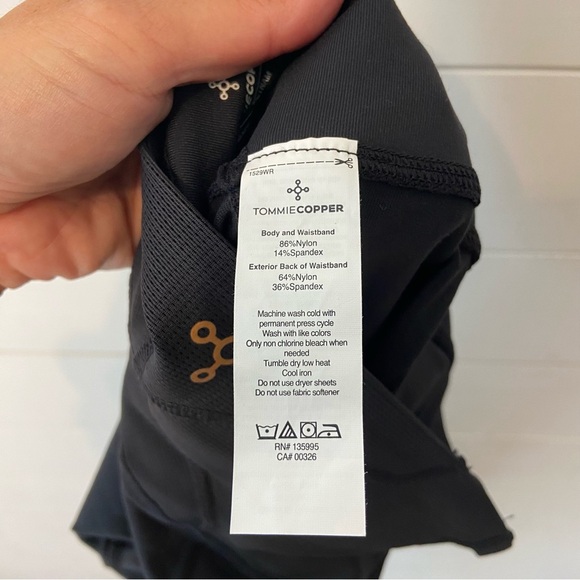 1529WR
TOMMIECOPPER
Body and Waistband
86%Nylon
14%Spandex
Exterior Back of Waistband
64%Nylon
36%Spandex
Machine wash cold with
permanent press cycle
Wash with like colors
Only non chlorine bleach when
needed
Tumble dry low heat
Cool iron
Do not use dryer sheets
Do not use fabric softener
RN# 135995
CA# 00326